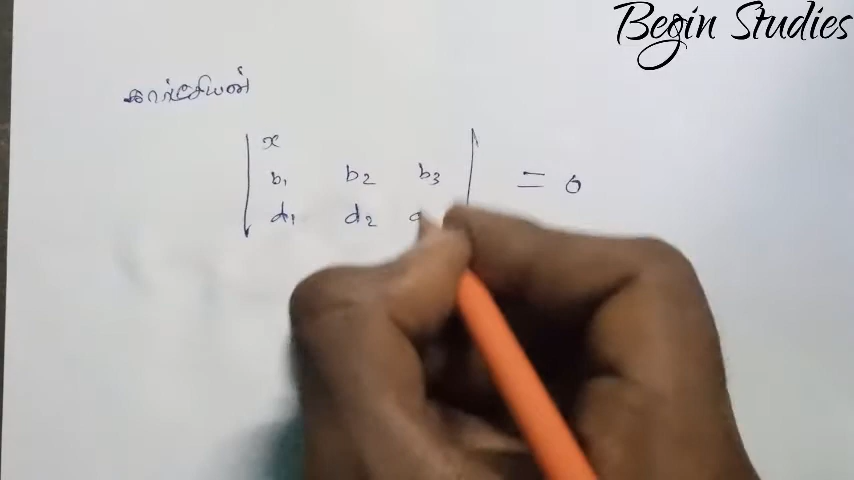 Begin Studies
கார்ட்சியன்
x
b₁ b₂ b₃ = 0
d₁ d₂